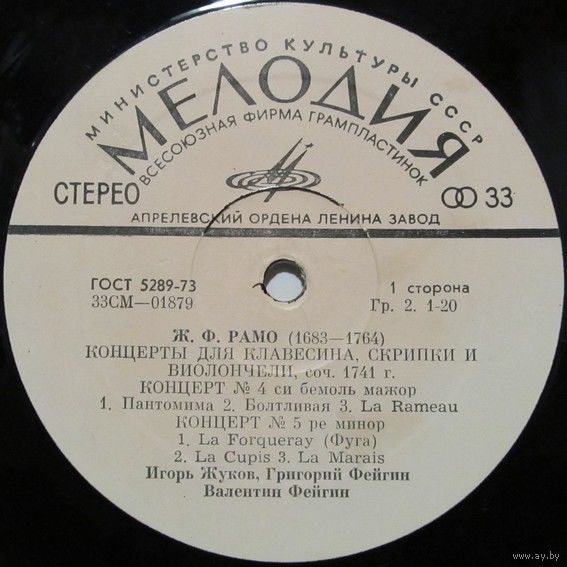 МИНИСТЕРСТВО КУЛЬТУРЫ СССР
МЕЛОДИЯ
ВСЕСОЮЗНАЯ ФИРМА ГРАМПЛАСТИНОК
СТЕРЕО 33
АПРЕЛЕВСКИЙ ОРДЕНА ЛЕНИНА ЗАВОД
ГОСТ 5289-73 1 сторона
33СМ—01879 Гр. 2. 1-20
Ж. Ф. РАМО (1683—1764)
КОНЦЕРТЫ ДЛЯ КЛАВЕСИНА, СКРИПКИ И
ВИОЛОНЧЕЛИ, соч. 1741 г.
КОНЦЕРТ № 4 си бемоль мажор
1. Пантомима 2. Болтливая 3. La Rameau
КОНЦЕРТ № 5 ре минор
1. La Forqueray (Фуга)
2. La Cupis 3. La Marais
Игорь Жуков, Григорий Фейгин
Валентин Фейгин
www.ay.by